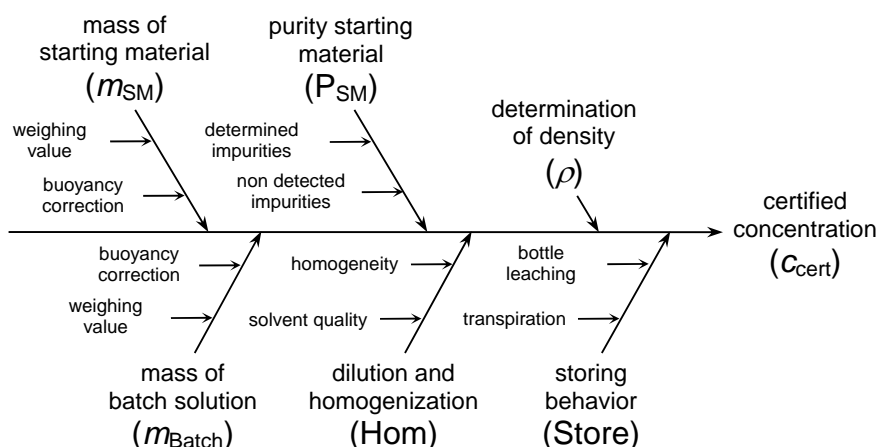 mass of
starting material
(mSM)
purity starting
material
(PSM)
determination
of density
(ρ)
weighing
value
buoyancy
correction
determined
impurities
non detected
impurities
certified
concentration
(ccert)
buoyancy
correction
weighing
value
homogeneity
solvent quality
bottle
leaching
transpiration
mass of
batch solution
(mBatch)
dilution and
homogenization
(Hom)
storing
behavior
(Store)